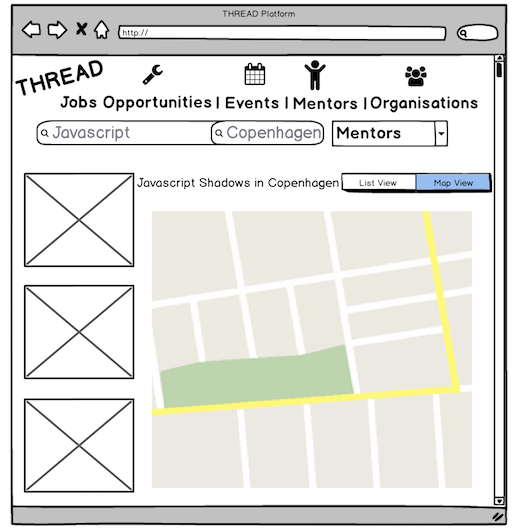 THREAD Platform
http://
THREAD
Jobs Opportunities | Events | Mentors | Organisations
Javascript Copenhagen Mentors
Javascript Shadows in Copenhagen List View Map View